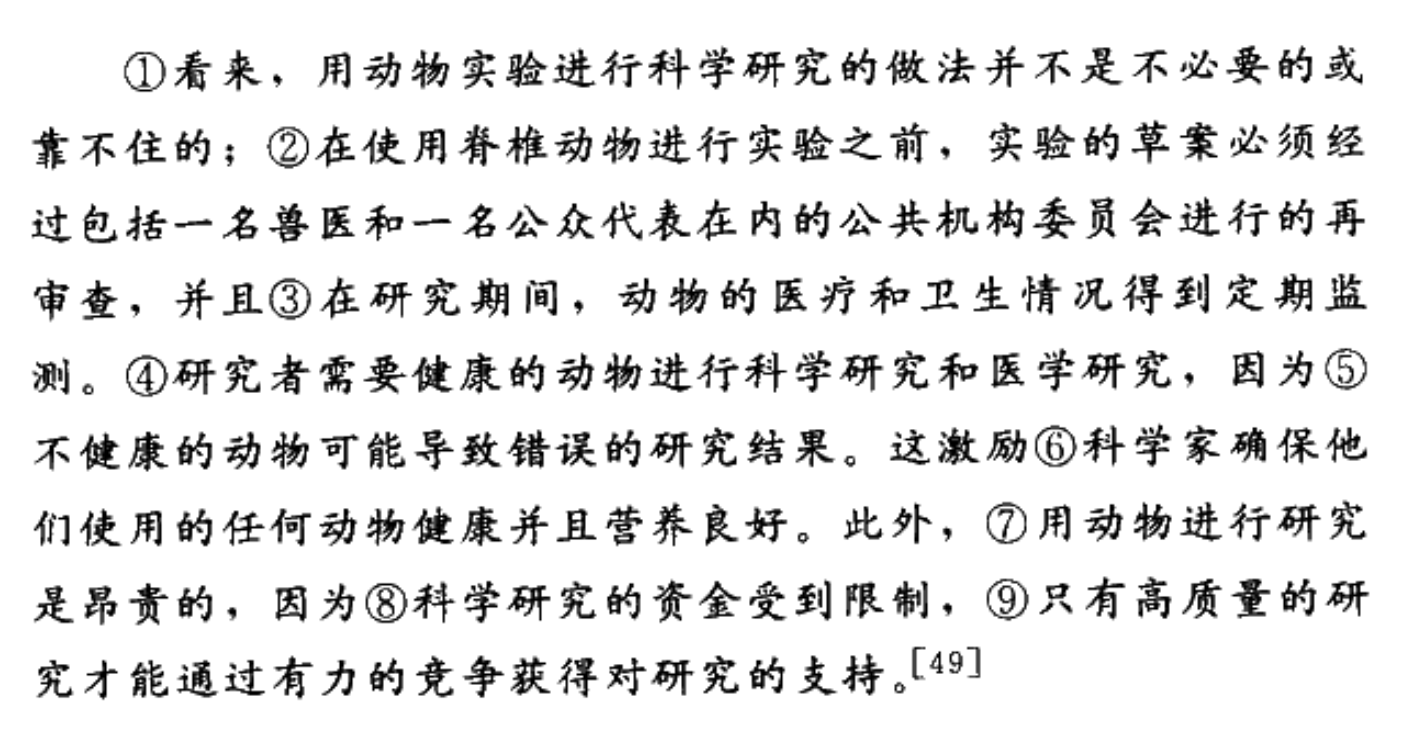 ①看来，用动物实验进行科学研究的做法并不是不必要的或
靠不住的；②在使用脊椎动物进行实验之前，实验的草案必须经
过包括一名兽医和一名公众代表在内的公共机构委员会进行的再
审查，并且③在研究期间，动物的医疗和卫生情况得到定期监
测。④研究者需要健康的动物进行科学研究和医学研究，因为⑤
不健康的动物可能导致错误的研究结果。这激励⑥科学家确保他
们使用的任何动物健康并且营养良好。此外，⑦用动物进行研究
是昂贵的，因为⑧科学研究的资金受到限制，⑨只有高质量的研
究才能通过有力的竞争获得对研究的支持。[49]